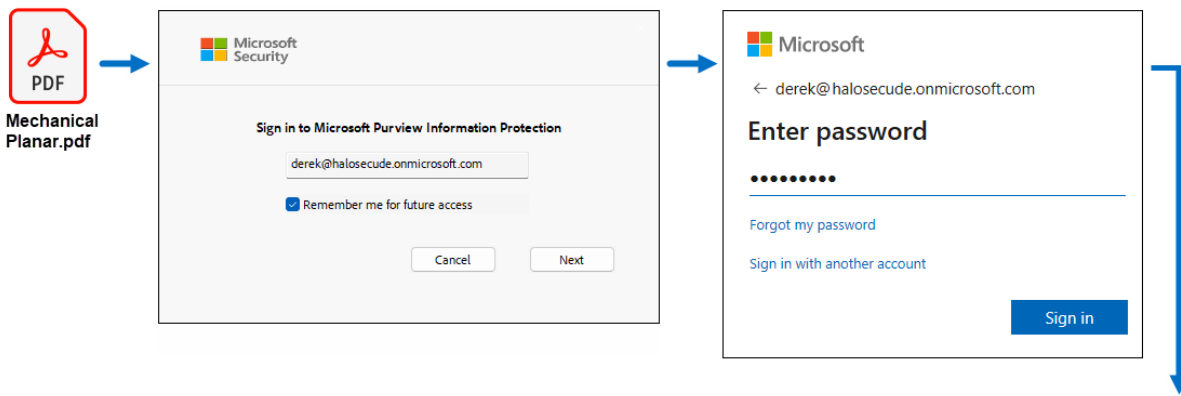 PDF
Mechanical
Planar.pdf
Microsoft
Security
Sign in to Microsoft Purview Information Protection
derek@halosecude.onmicrosoft.com
Remember me for future access
Cancel
Next
Microsoft
← derek@halosecude.onmicrosoft.com
Enter password
•••••••••
Forgot my password
Sign in with another account
Sign in